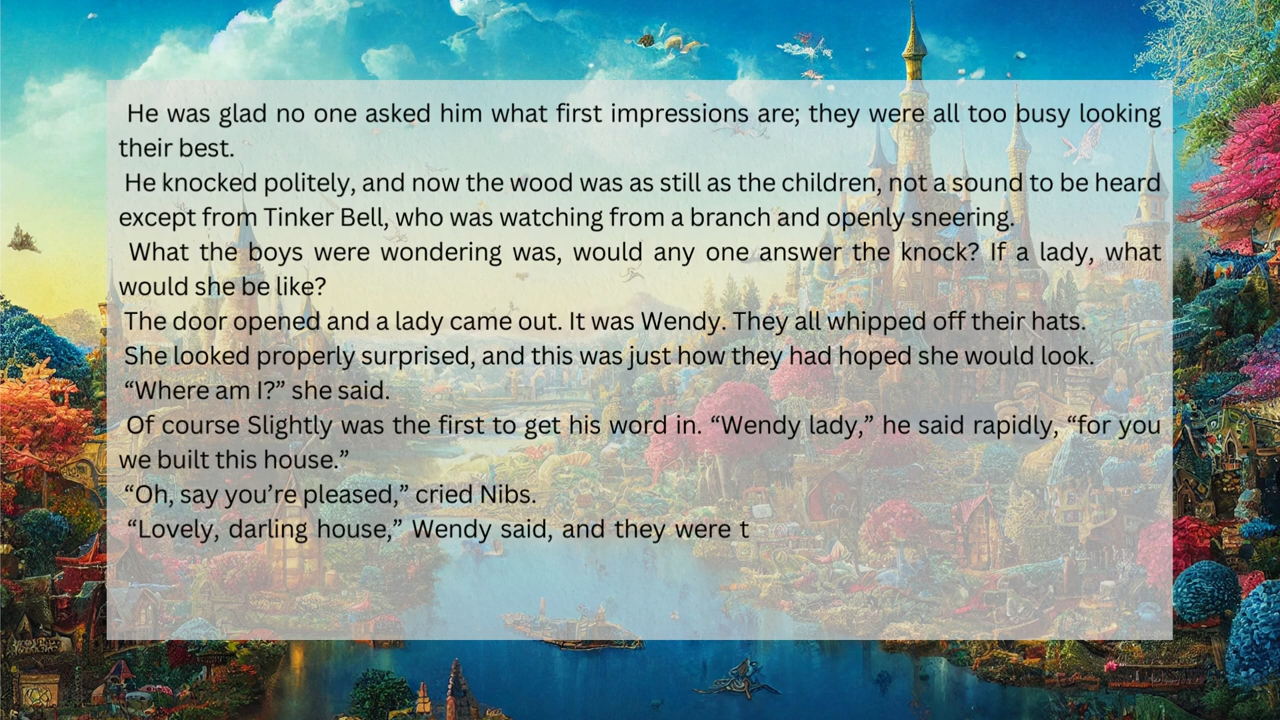 He was glad no one asked him what first impressions are; they were all too busy looking
their best.
He knocked politely, and now the wood was as still as the children, not a sound to be heard
except from Tinker Bell, who was watching from a branch and openly sneering.
What the boys were wondering was, would any one answer the knock? If a lady, what
would she be like?
The door opened and a lady came out. It was Wendy. They all whipped off their hats.
She looked properly surprised, and this was just how they had hoped she would look.
“Where am I?” she said.
Of course Slightly was the first to get his word in. “Wendy lady,” he said rapidly, “for you
we built this house.”
“Oh, say you’re pleased,” cried Nibs.
“Lovely, darling house,” Wendy said, and they were t